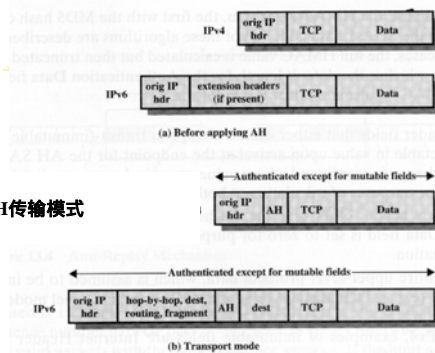 IPv4
orig IP hdr
TCP
Data
IPv6
orig IP hdr
extension headers (if present)
TCP
Data
(a) Before applying AH
Authenticated except for mutable fields
H传输模式
orig IP hdr
AH
TCP
Data
Authenticated except for mutable fields
IPv6
orig IP hdr
hop-by-hop, dest, routing, fragment
AH
dest
TCP
Data
(b) Transport mode